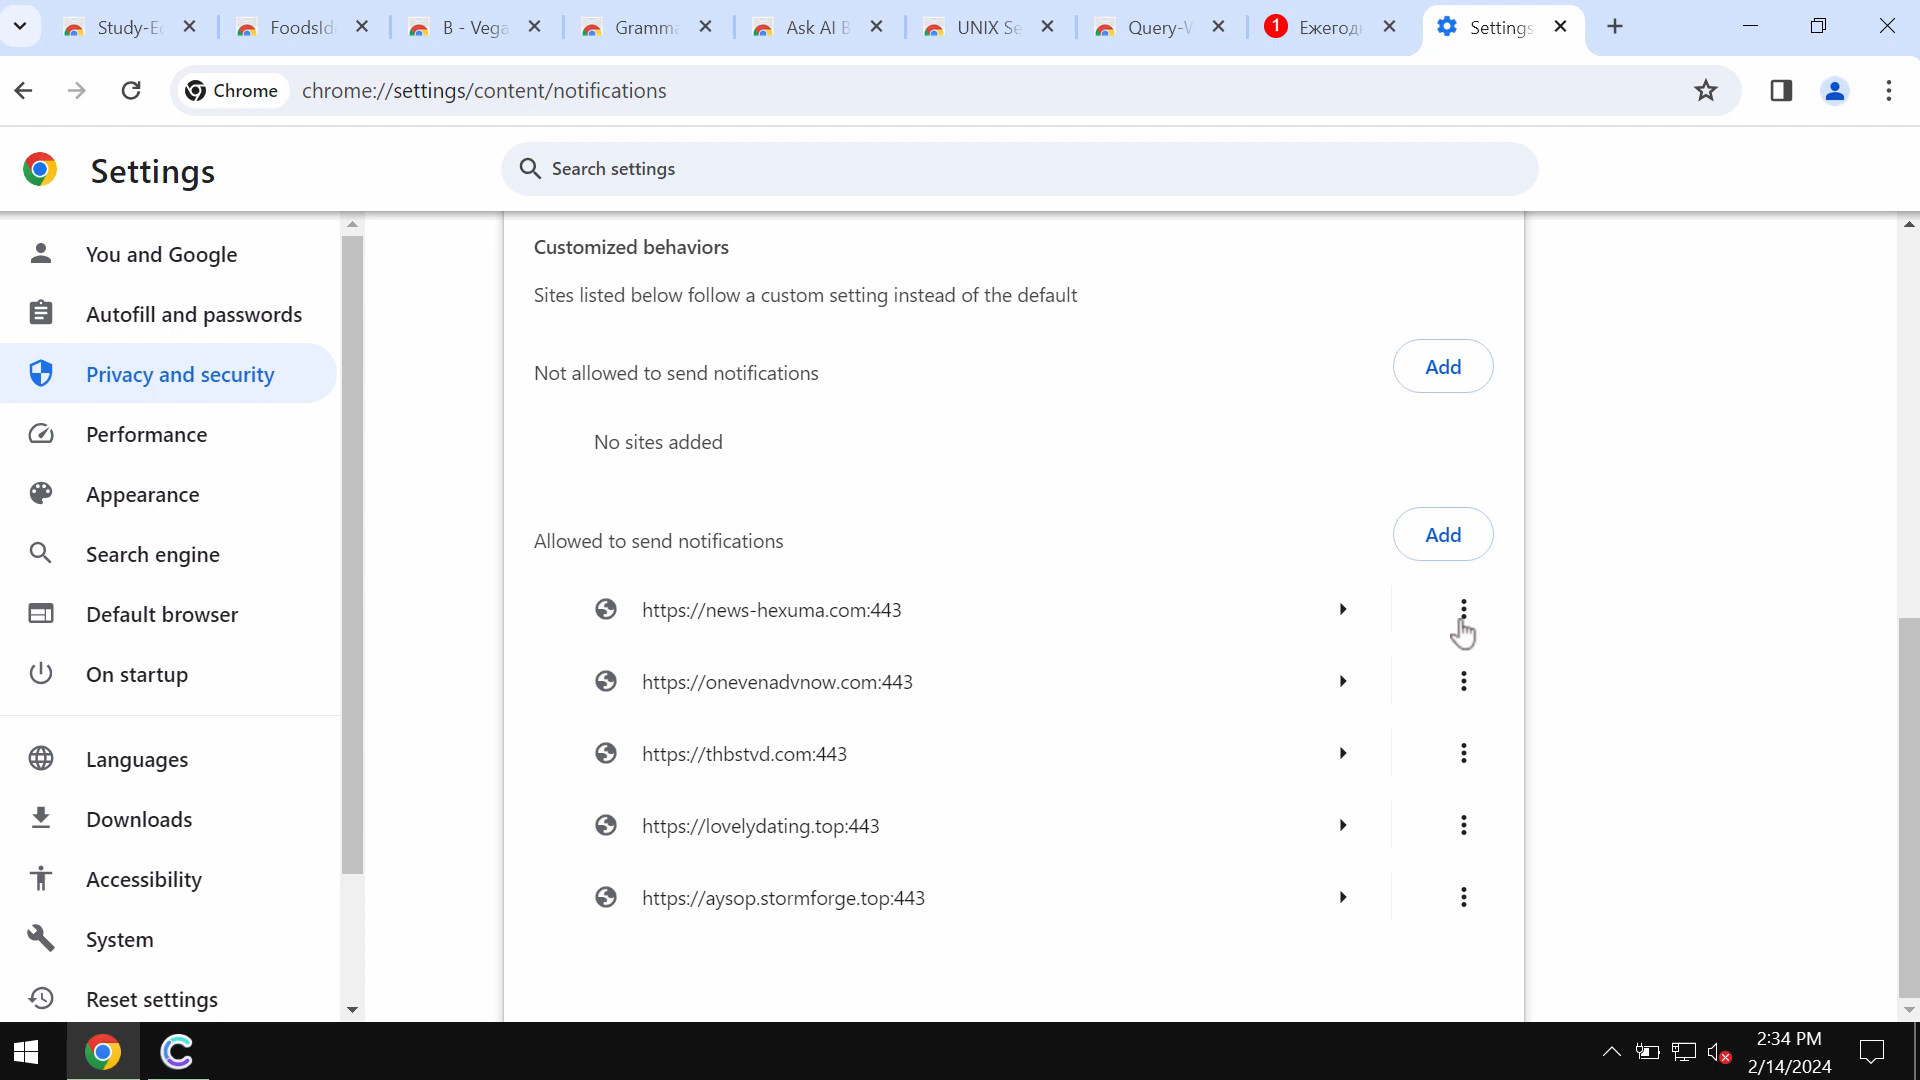 Study-Ec
FoodsId
B - Vega
Gramma
Ask AI B
UNIX Se
Query-V
1 Ежегод
Settings
Chrome
chrome://settings/content/notifications
Settings
Search settings
You and Google
Autofill and passwords
Privacy and security
Performance
Appearance
Search engine
Default browser
On startup
Languages
Downloads
Accessibility
System
Reset settings
Customized behaviors
Sites listed below follow a custom setting instead of the default
Not allowed to send notifications
Add
No sites added
Allowed to send notifications
Add
https://news-hexuma.com:443
https://onevenadvnow.com:443
https://thbstvd.com:443
https://lovelydating.top:443
https://aysop.stormforge.top:443
2:34 PM
2/14/2024